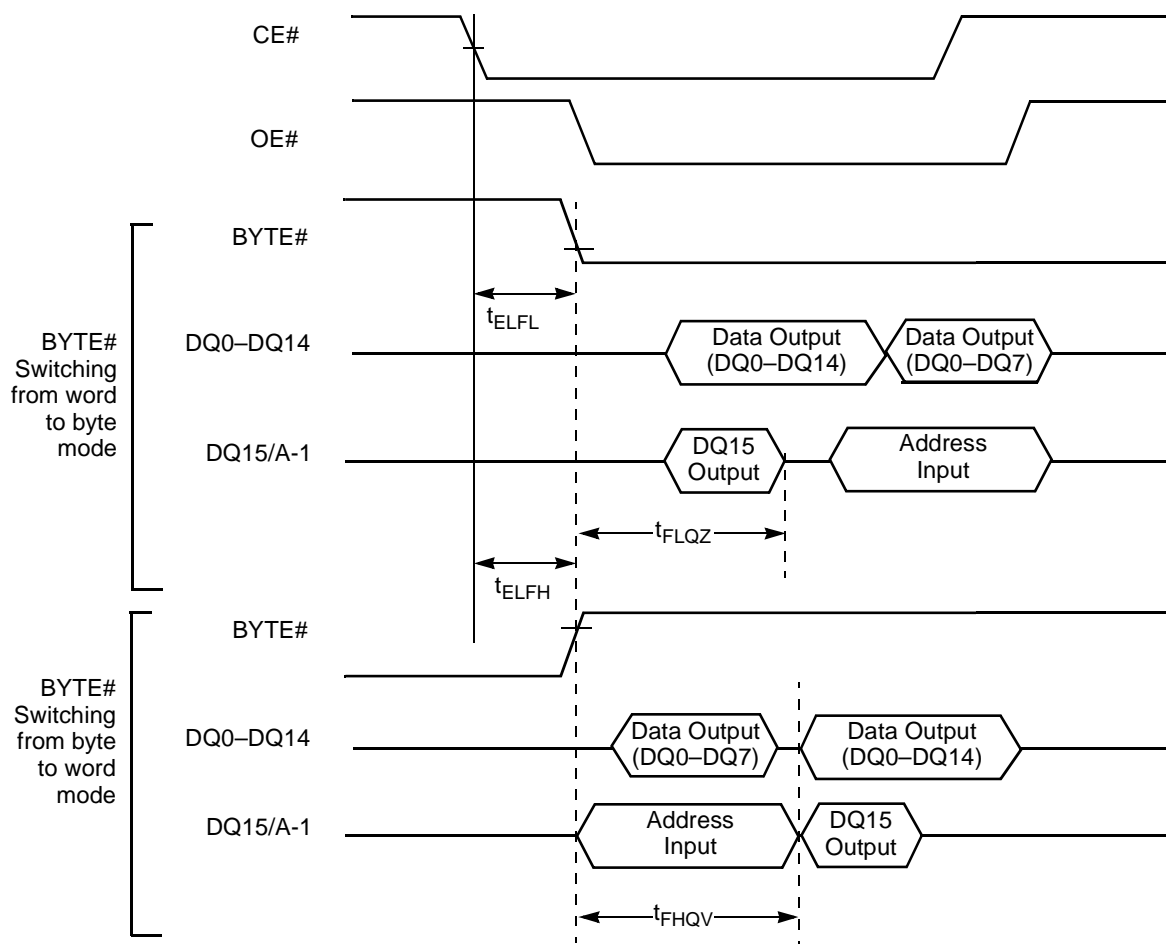 CE#
OE#
BYTE#
Switching
from word
to byte
mode
BYTE#
tELFL
DQ0–DQ14
Data Output
(DQ0–DQ14)
Data Output
(DQ0–DQ7)
DQ15/A-1
DQ15
Output
Address
Input
tFLQZ
tELFH
BYTE#
Switching
from byte
to word
mode
BYTE#
DQ0–DQ14
Data Output
(DQ0–DQ7)
Data Output
(DQ0–DQ14)
DQ15/A-1
Address
Input
DQ15
Output
tFHQV